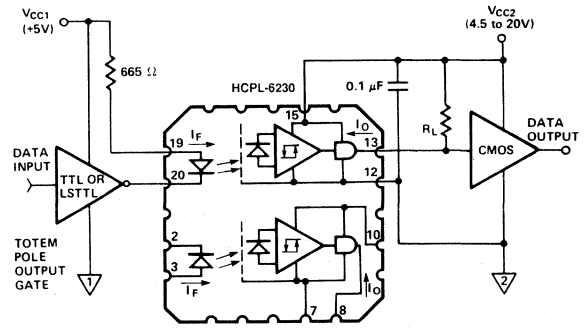 VCC1
(+5V)
VCC2
(4.5 to 20V)
665 Ω
HCPL-6230
0.1 µF
15
IO
RL
IF
19
13
DATA
OUTPUT
DATA
INPUT
CMOS
TTL OR
LSTTL
20
12
2
10
TOTEM
POLE
OUTPUT
GATE
3
1
IF
7
8
IO
2